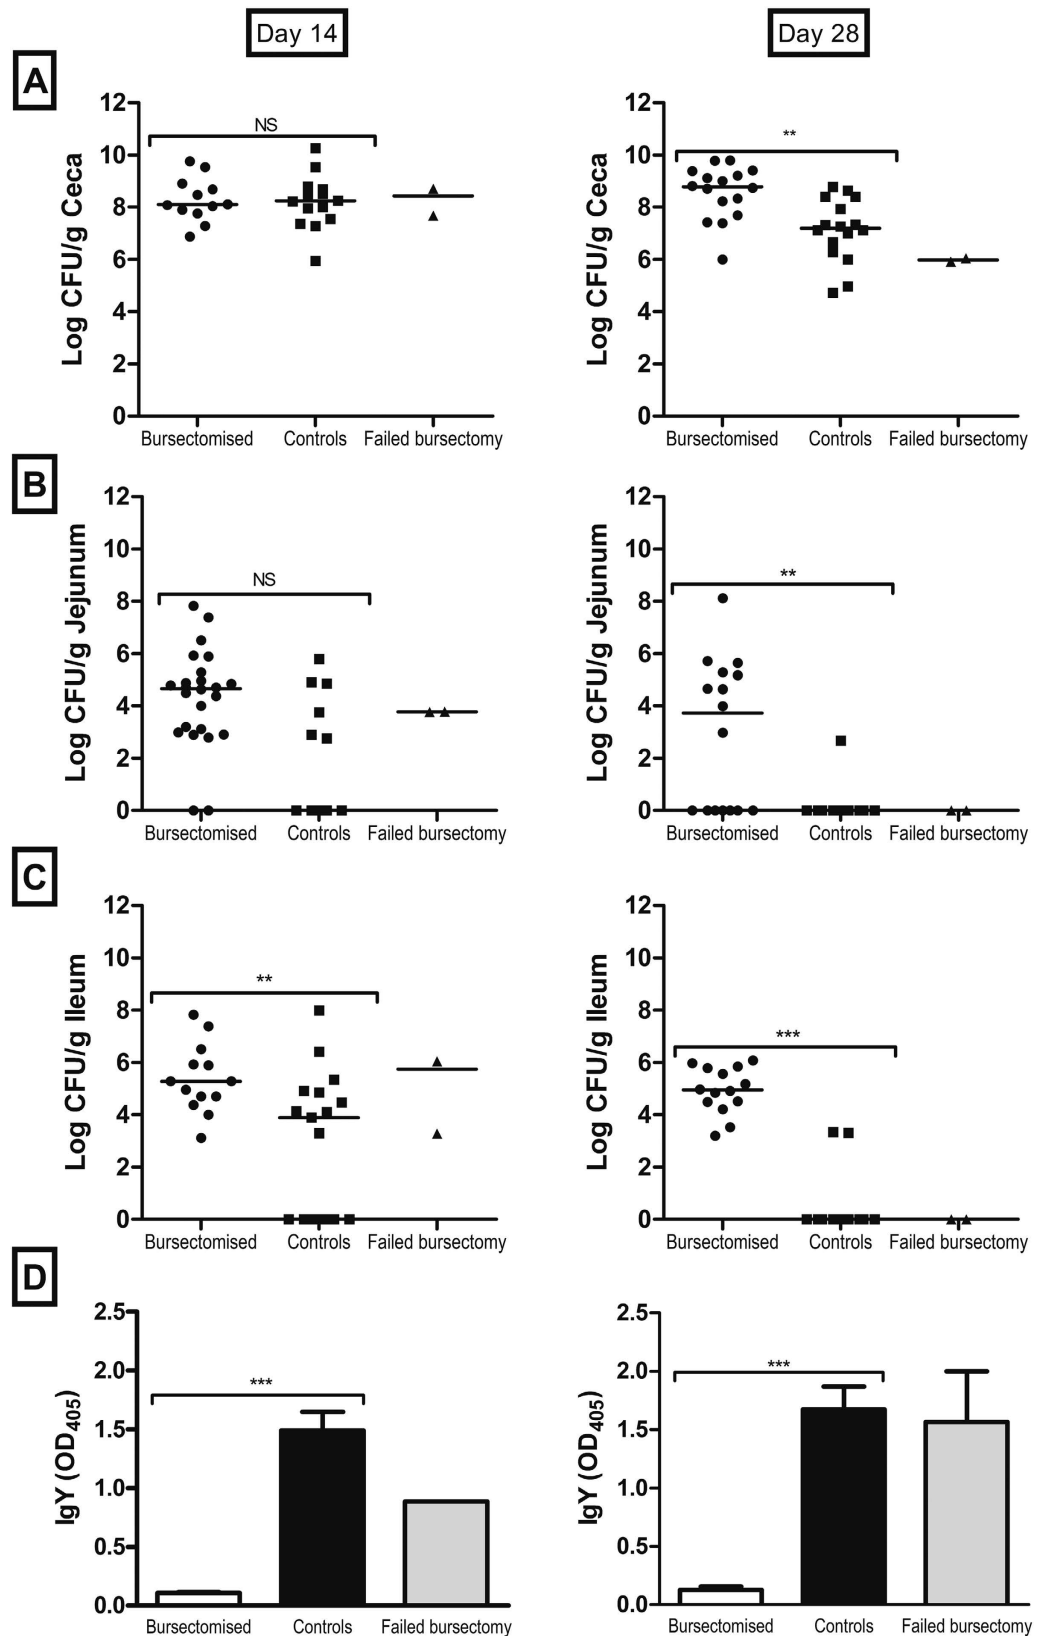 Day 14
Day 28
A
12
10
8
6
4
2
0
Log CFU/g Ceca
NS
Bursectomised Controls Failed bursectomy
12
10
8
6
4
2
0
Log CFU/g Ceca
**
Bursectomised Controls Failed bursectomy
B
12
10
8
6
4
2
0
Log CFU/g Jejunum
NS
Bursectomised Controls Failed bursectomy
12
10
8
6
4
2
0
Log CFU/g Jejunum
**
Bursectomised Controls Failed bursectomy
C
12
10
8
6
4
2
0
Log CFU/g Ileum
**
Bursectomised Controls Failed bursectomy
12
10
8
6
4
2
0
Log CFU/g Ileum
***
Bursectomised Controls Failed bursectomy
D
2.5
2.0
1.5
1.0
0.5
0.0
IgY (OD405)
***
Bursectomised Controls Failed bursectomy
2.5
2.0
1.5
1.0
0.5
0.0
IgY (OD405)
***
Bursectomised Controls Failed bursectomy